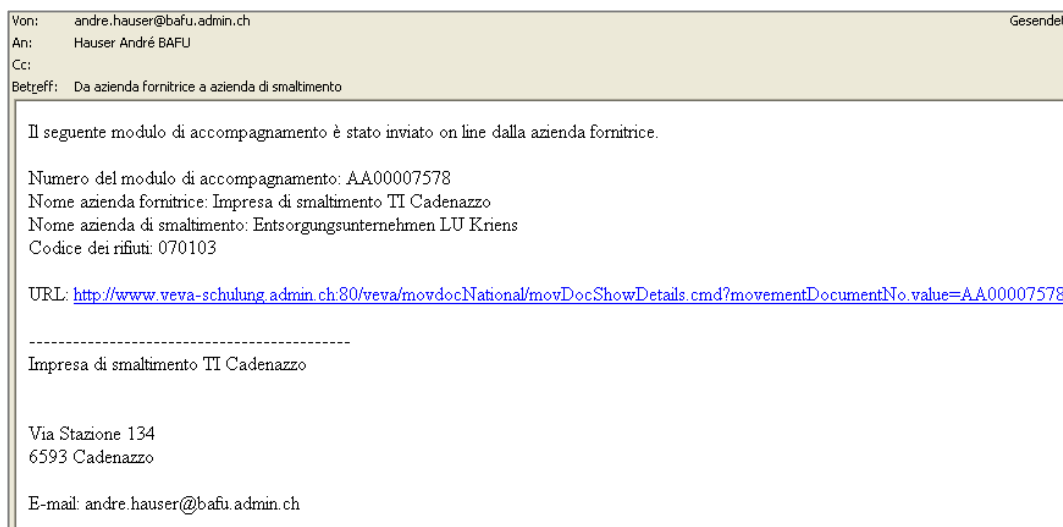 Von: andre.hauser@bafu.admin.ch Gesendet
An: Hauser André BAFU
Cc:
Betreff: Da azienda fornitrice a azienda di smaltimento
Il seguente modulo di accompagnamento è stato inviato on line dalla azienda fornitrice.
Numero del modulo di accompagnamento: AA00007578
Nome azienda fornitrice: Impresa di smaltimento TI Cadenazzo
Nome azienda di smaltimento: Entsorgungsunternehmen LU Kriens
Codice dei rifiuti: 070103
URL: http://www.veva-schulung.admin.ch:80/veva/movdocNational/movDocShowDetails.cmd?movementDocumentNo.value=AA00007578
--------------------------------------------
Impresa di smaltimento TI Cadenazzo
Via Stazione 134
6593 Cadenazzo
E-mail: andre.hauser@bafu.admin.ch